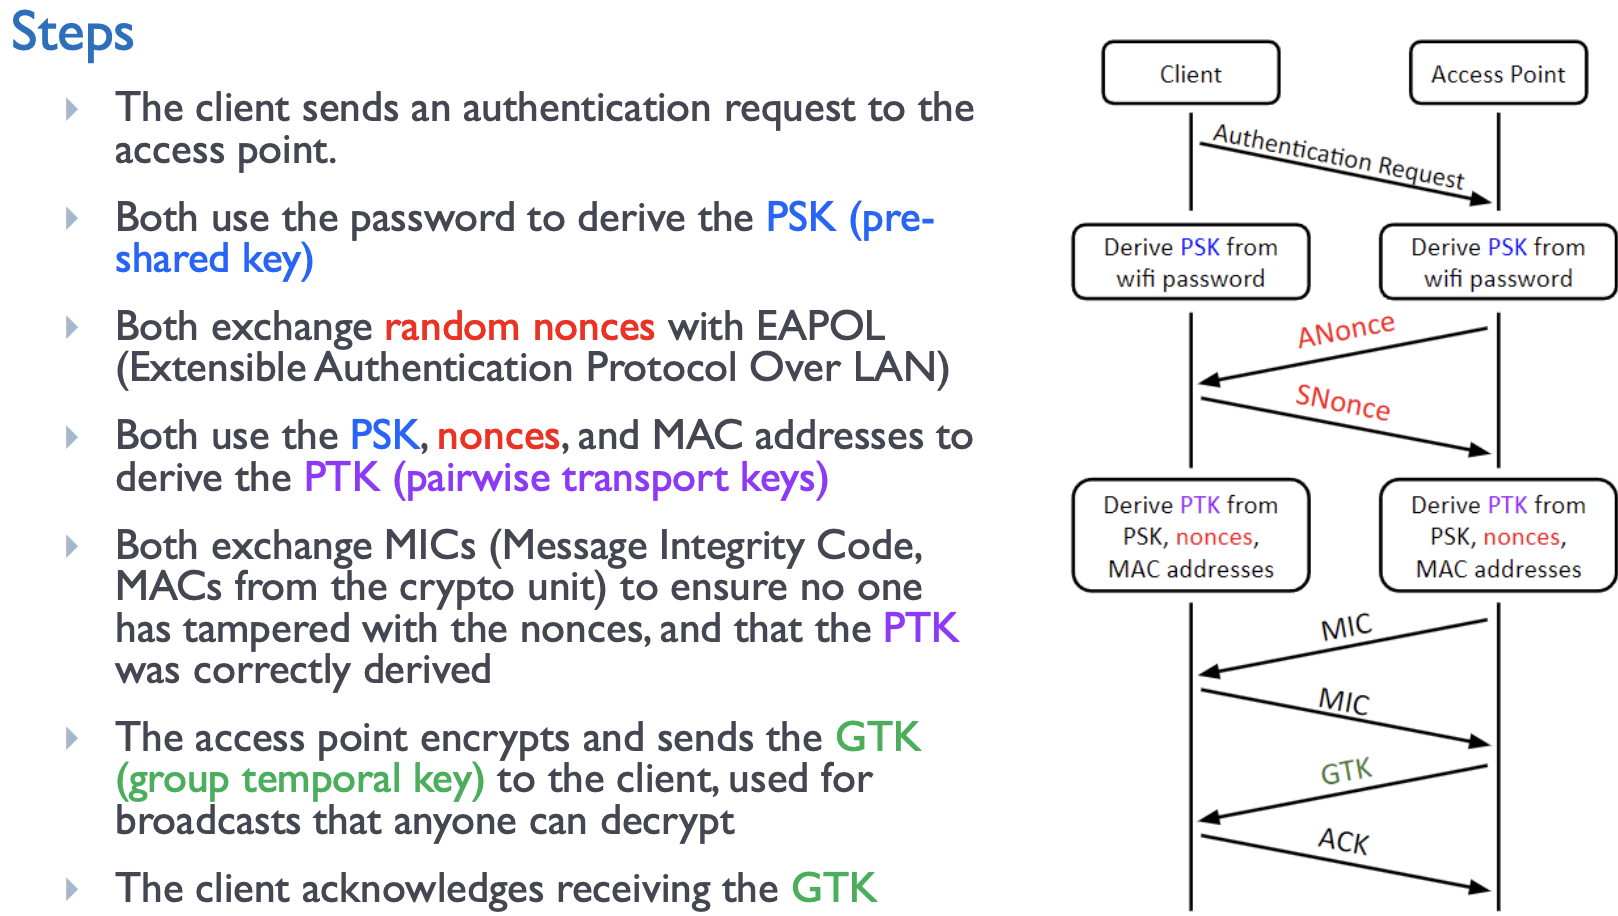 Steps
The client sends an authentication request to the
access point.
Both use the password to derive the PSK (pre-
shared key)
Both exchange random nonces with EAPOL
(Extensible Authentication Protocol Over LAN)
Both use the PSK, nonces, and MAC addresses to
derive the PTK (pairwise transport keys)
Both exchange MICs (Message Integrity Code,
MACs from the crypto unit) to ensure no one
has tampered with the nonces, and that the PTK
was correctly derived
The access point encrypts and sends the GTK
(group temporal key) to the client, used for
broadcasts that anyone can decrypt
The client acknowledges receiving the GTK
Client
Access Point
Authentication Request
Derive PSK from
wifi password
Derive PSK from
wifi password
ANonce
SNonce
Derive PTK from
PSK, nonces,
MAC addresses
Derive PTK from
PSK, nonces,
MAC addresses
MIC
MIC
GTK
ACK